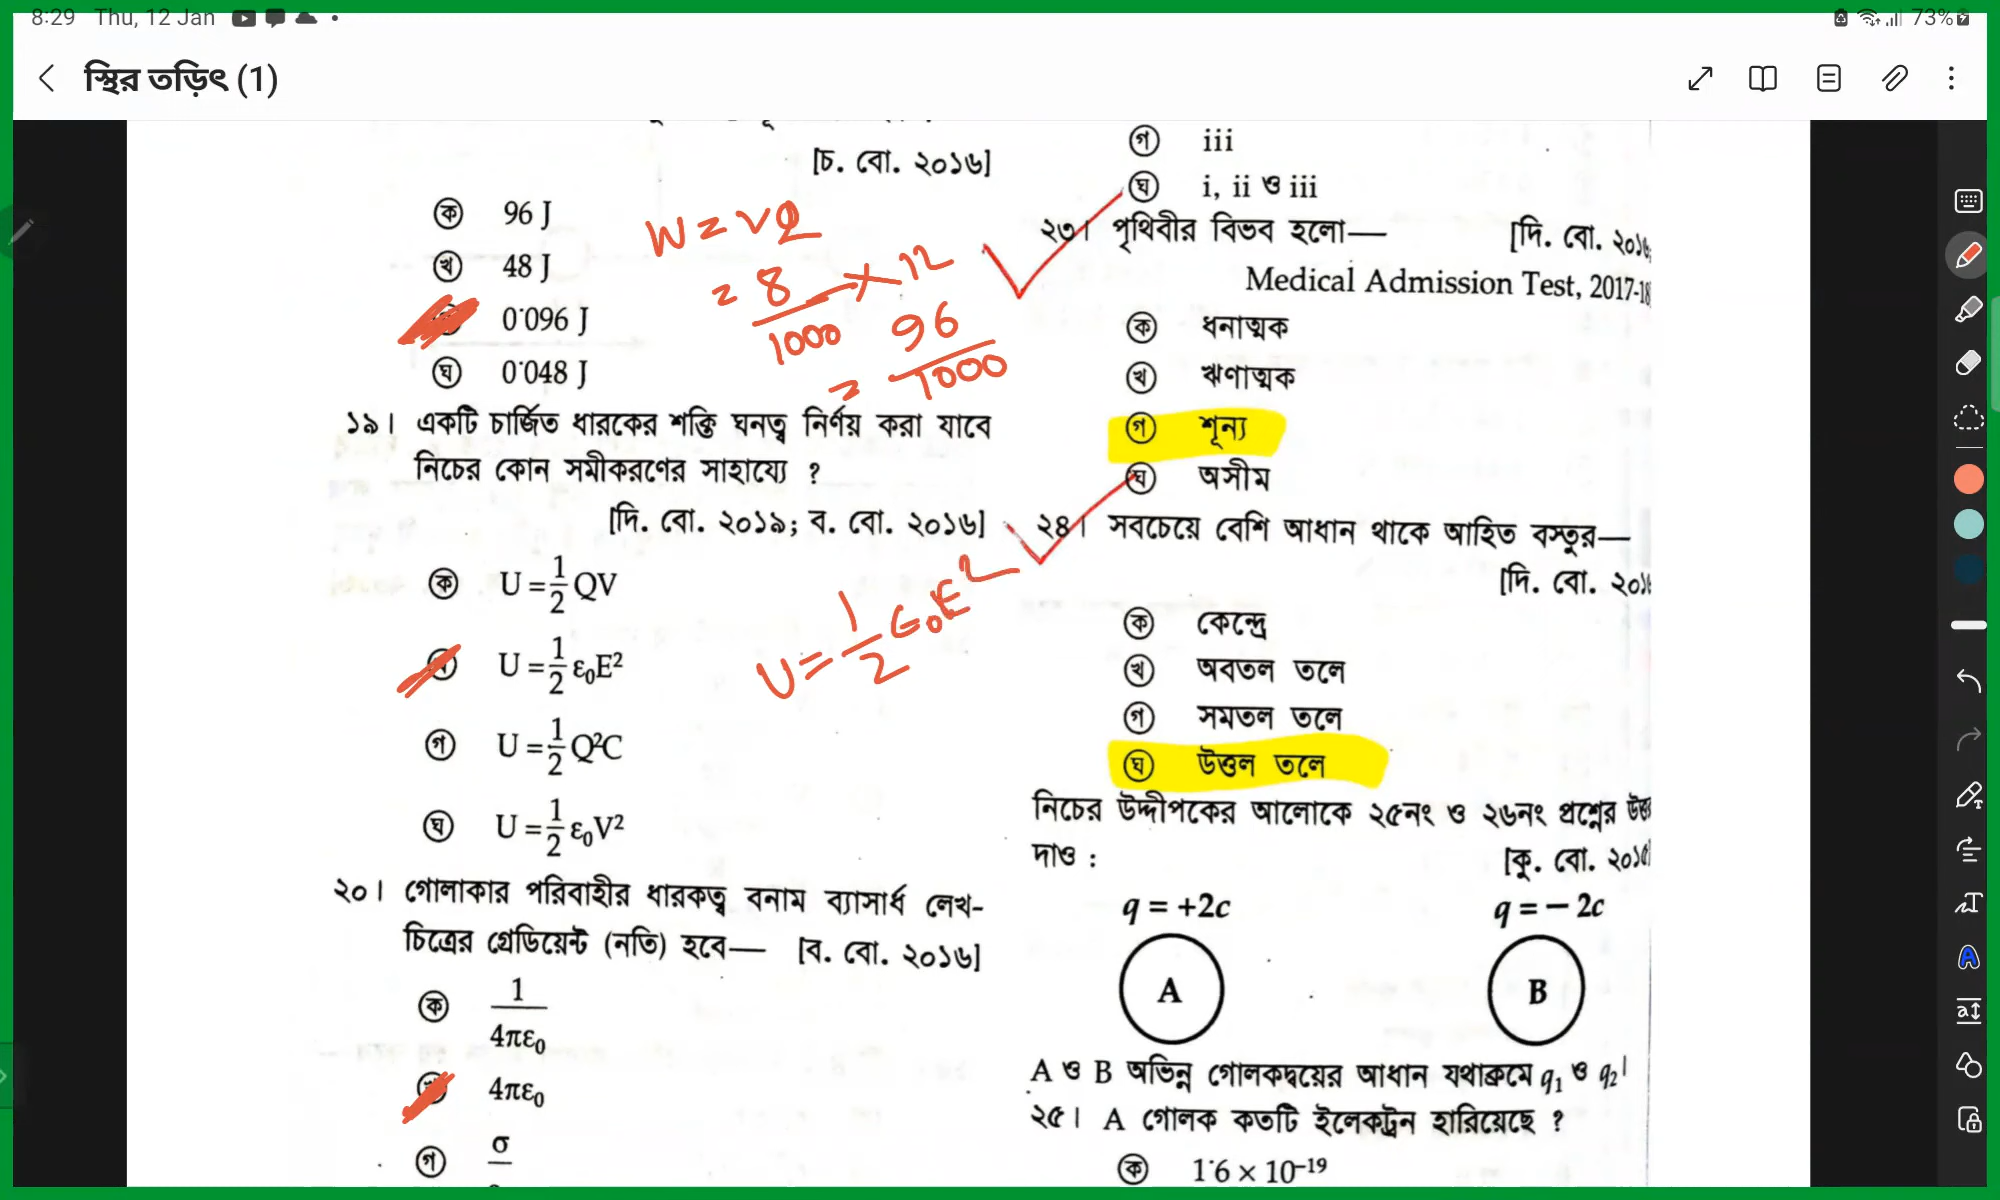 8:29 Thu, 12 Jan
73%
স্থির তড়িৎ (1)
[চ. বো. ২০১৬]
ক 96 J
খ 48 J
0·096 J
ঘ 0·048 J
W = VQ
= 8/1000 × 12
= 96/1000
১৯। একটি চার্জিত ধারকের শক্তি ঘনত্ব নির্ণয় করা যাবে
নিচের কোন সমীকরণের সাহায্যে ?
[দি. বো. ২০১৯; ব. বো. ২০১৬]
ক U = 1/2 QV
U = 1/2 ε₀E²
গ U = 1/2 Q²C
ঘ U = 1/2 ε₀V²
U = 1/2 ε₀E²
২০। গোলাকার পরিবাহীর ধারকত্ব বনাম ব্যাসার্ধ লেখ-
চিত্রের গ্রেডিয়েন্ট (নতি) হবে— [ব. বো. ২০১৬]
ক 1/4πε₀
4πε₀
গ σ
গ iii
ঘ i, ii ও iii
২৩। পৃথিবীর বিভব হলো— [দি. বো. ২০১৬
Medical Admission Test, 2017-18
ক ধনাত্মক
খ ঋণাত্মক
গ শূন্য
ঘ অসীম
২৪। সবচেয়ে বেশি আধান থাকে আহিত বস্তুর—
[দি. বো.
ক কেন্দ্রে
খ অবতল তলে
গ সমতল তলে
ঘ উত্তল তলে
নিচের উদ্দীপকের আলোকে ২৫নং ও ২৬নং প্রশ্নের
দাও : [কু. বো. ২০১৫
q = +2c q = – 2c
A B
A ও B অভিন্ন গোলকদ্বয়ের আধান যথাক্রমে q₁ ও q₂।
২৫। A গোলক কতটি ইলেকট্রন হারিয়েছে ?
ক 1·6 × 10⁻¹⁹